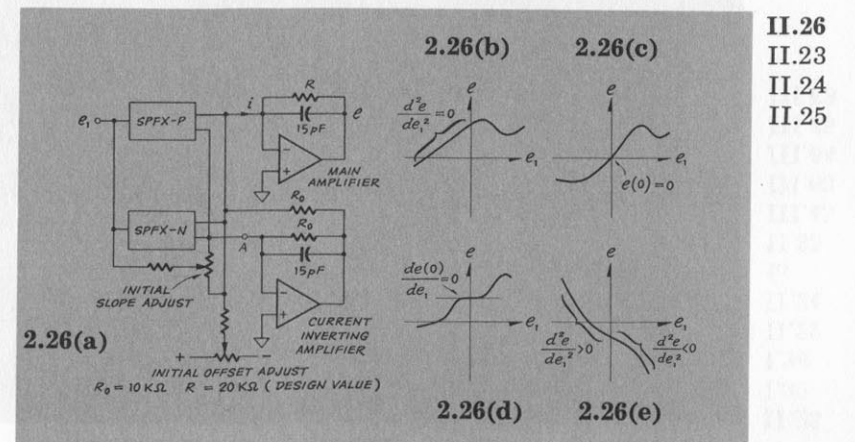 II.26
II.23
II.24
II.25
2.26(b)
2.26(c)
R
i
e
e₁
SPFX-P
15pF
MAIN AMPLIFIER
R₀
R₀
SPFX-N
A
15pF
INITIAL
SLOPE ADJUST
CURRENT
INVERTING
AMPLIFIER
2.26(a)
+
−
INITIAL OFFSET ADJUST
R₀ = 10 KΩ R = 20 KΩ (DESIGN VALUE)
e
d²e/de₁² = 0
e₁
e
e₁
e(0) = 0
e
de(0)/de₁ = 0
e₁
e
e₁
d²e/de₁² > 0
d²e/de₁² < 0
2.26(d)
2.26(e)